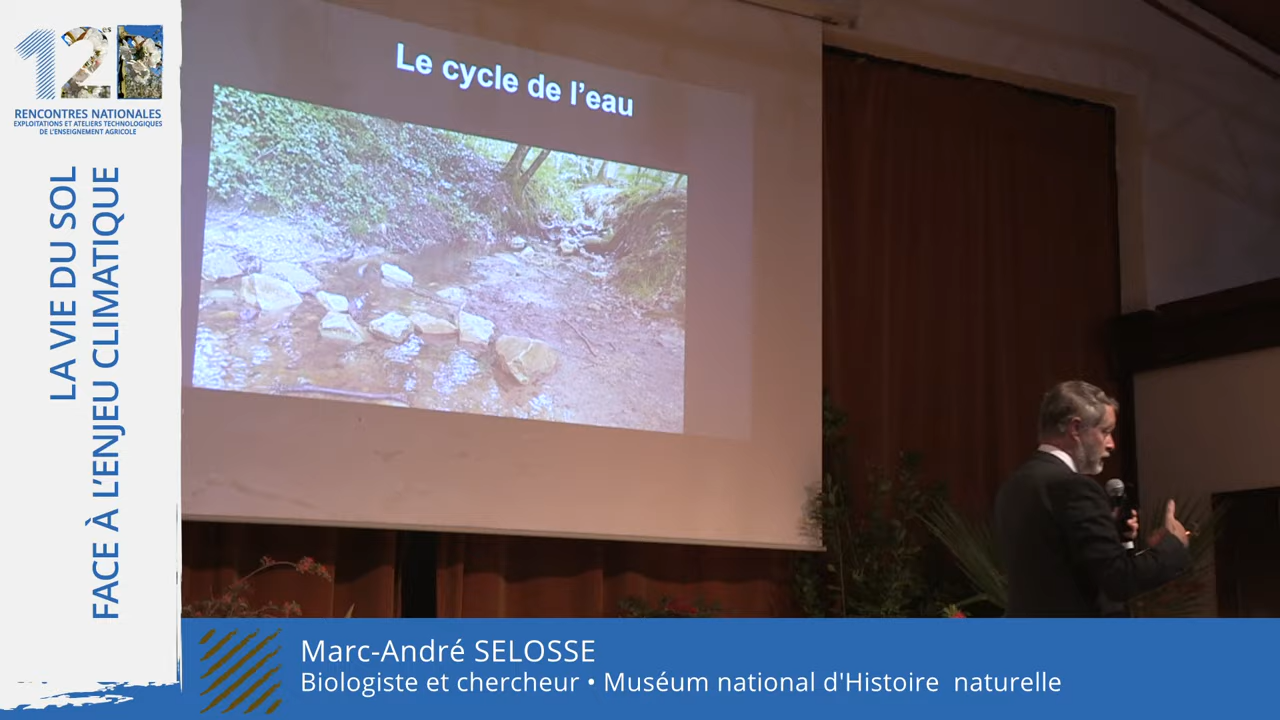 12es
RENCONTRES NATIONALES
EXPLOITATIONS ET ATELIERS TECHNOLOGIQUES
DE L'ENSEIGNEMENT AGRICOLE
LA VIE DU SOL
FACE À L'ENJEU CLIMATIQUE
Le cycle de l'eau
Marc-André SELOSSE
Biologiste et chercheur • Muséum national d'Histoire naturelle